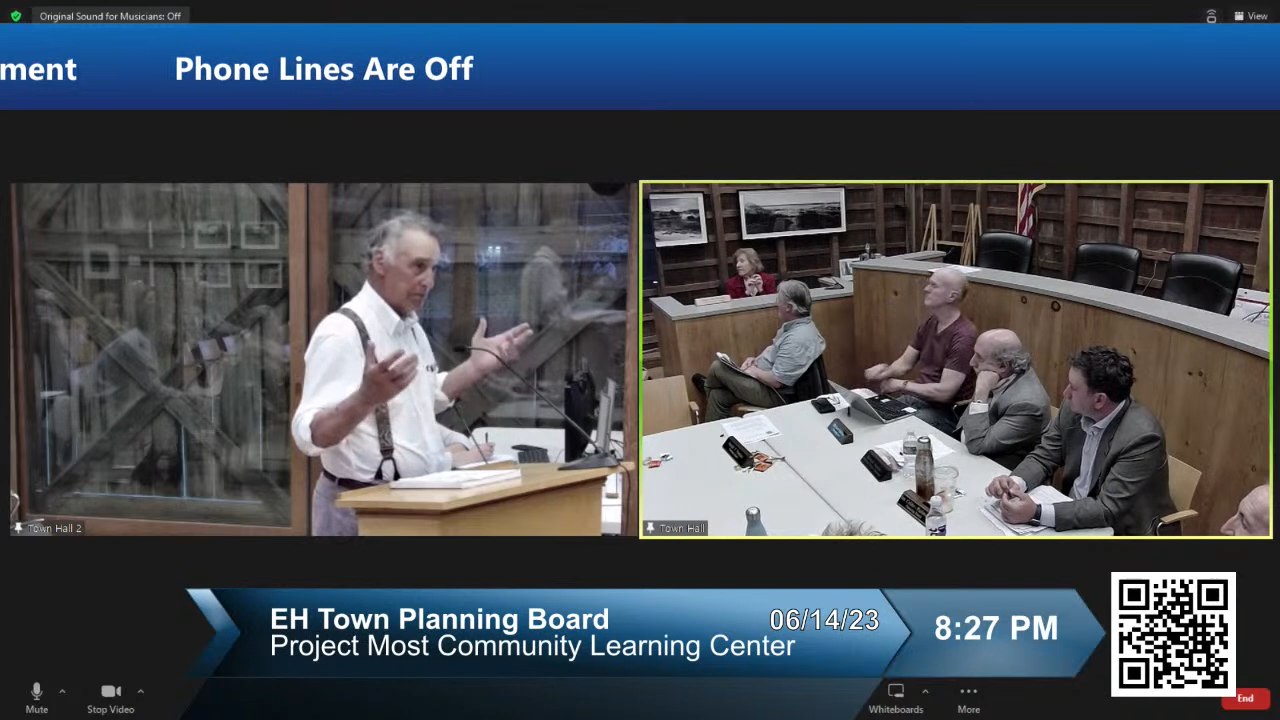 Original Sound for Musicians: Off
View
ment Phone Lines Are Off
Town Hall 2
Town Hall
EH Town Planning Board
06/14/23
8:27 PM
Project Most Community Learning Center
Mute
Stop Video
Whiteboards
More
End